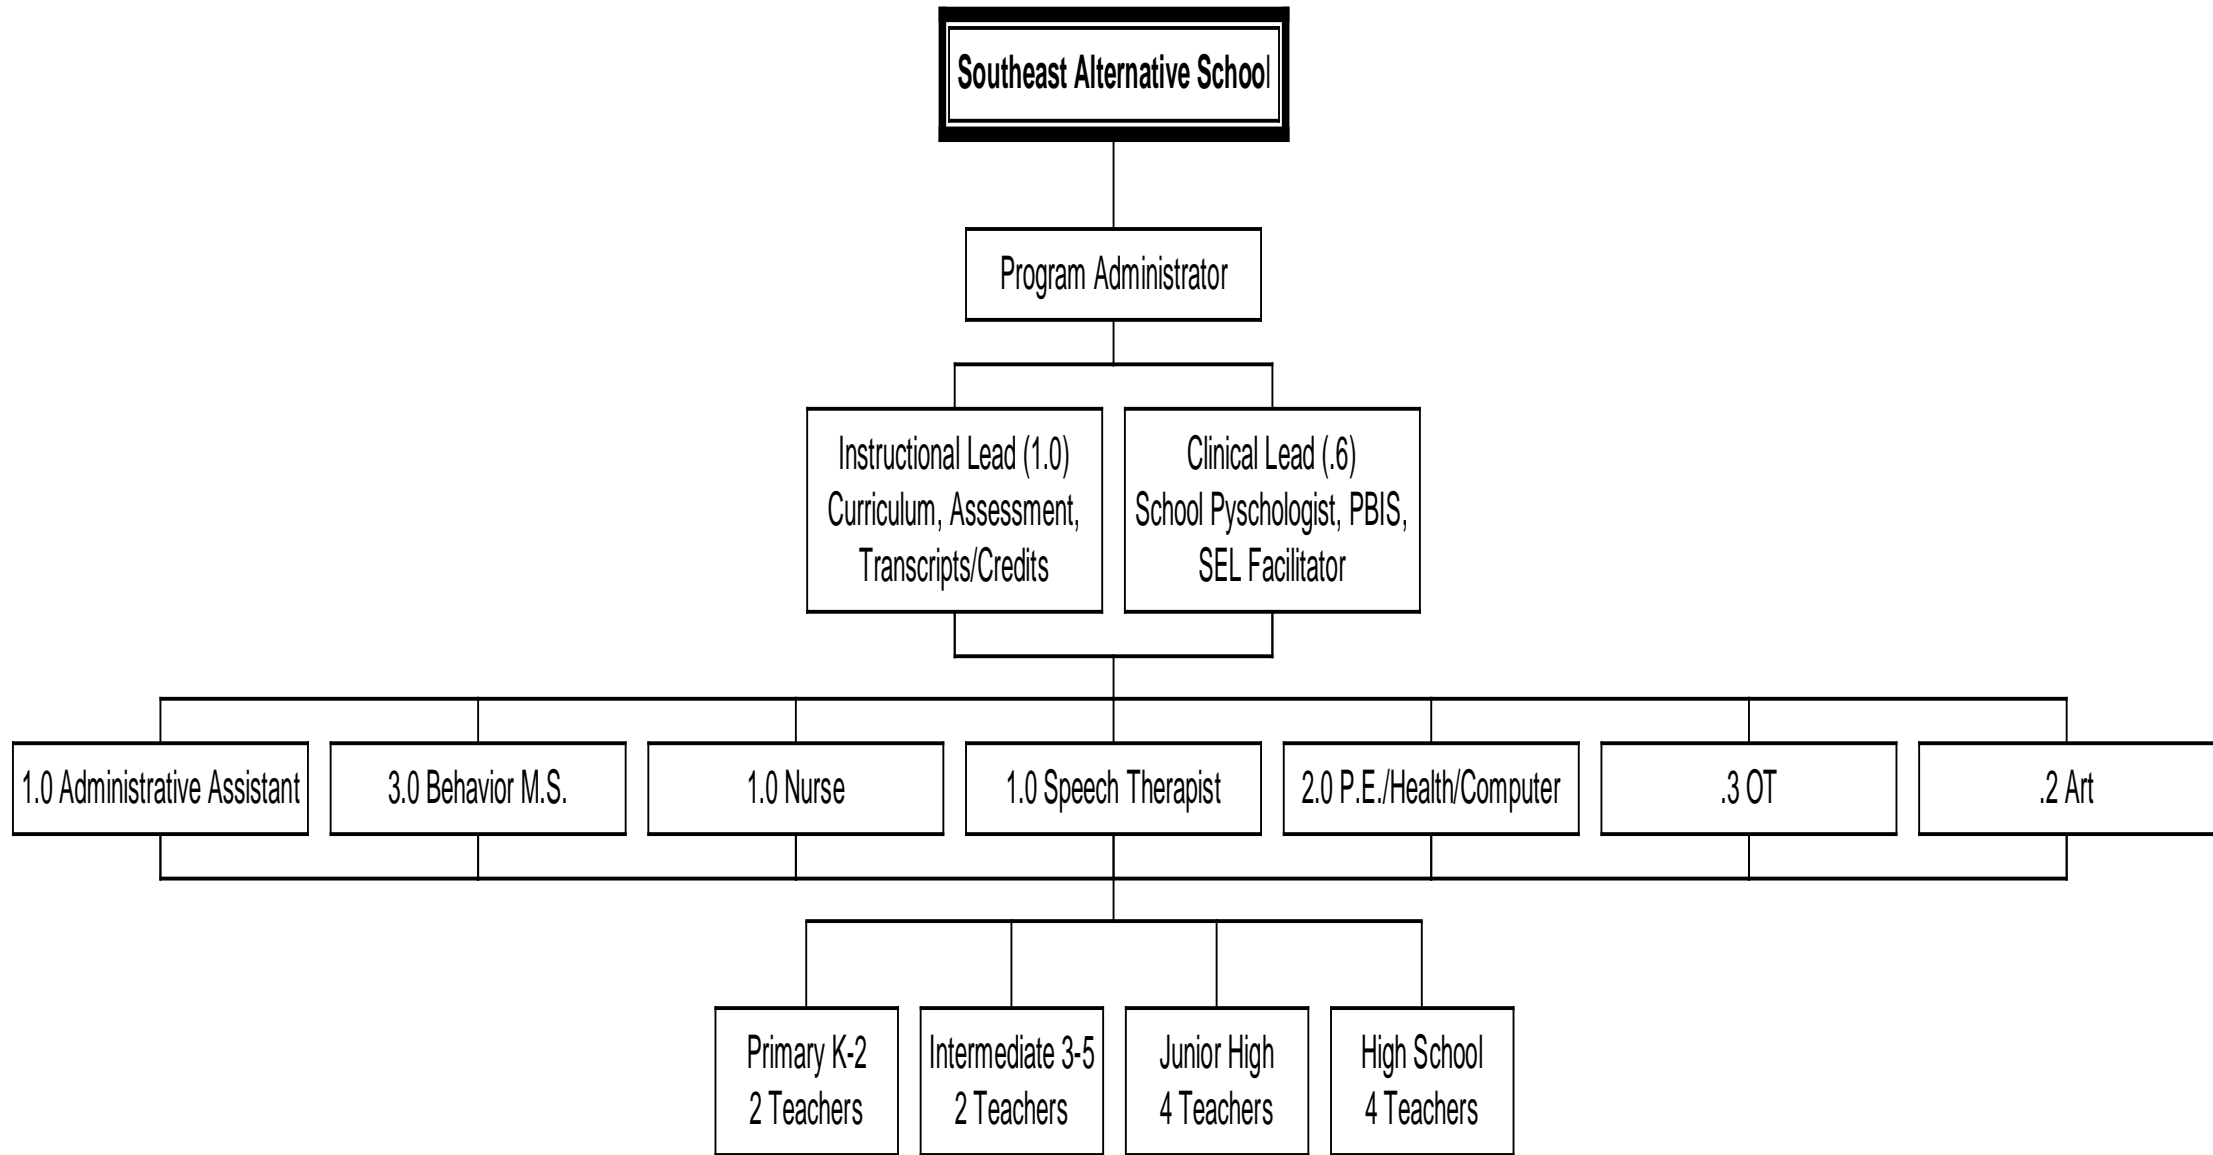 Southeast Alternative School
Program Administrator
Instructional Lead (1.0)
Curriculum, Assessment,
Transcripts/Credits
Clinical Lead (.6)
School Pyschologist, PBIS,
SEL Facilitator
1.0 Administrative Assistant
3.0 Behavior M.S.
1.0 Nurse
1.0 Speech Therapist
2.0 P.E./Health/Computer
.3 OT
.2 Art
Primary K-2
2 Teachers
Intermediate 3-5
2 Teachers
Junior High
4 Teachers
High School
4 Teachers